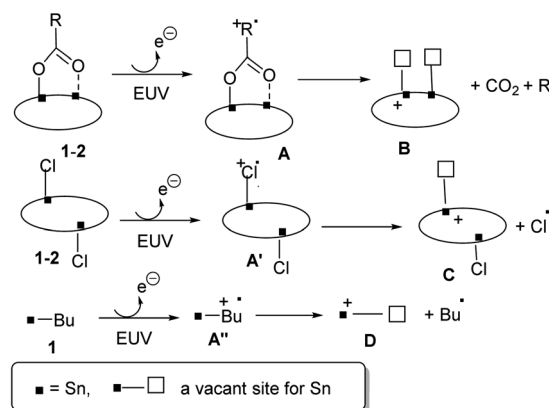 R
O O
1-2
e⊖
EUV
+ •
R
O O
A
+
B
+ CO2 + R
Cl
Cl
1-2
e⊖
EUV
+ •
Cl
Cl
A'
+
Cl
C
+ Cl•
■–Bu
1
e⊖
EUV
+ •
■–Bu
A''
+
■–□
D
+ Bu•
■ = Sn, ■–□ a vacant site for Sn